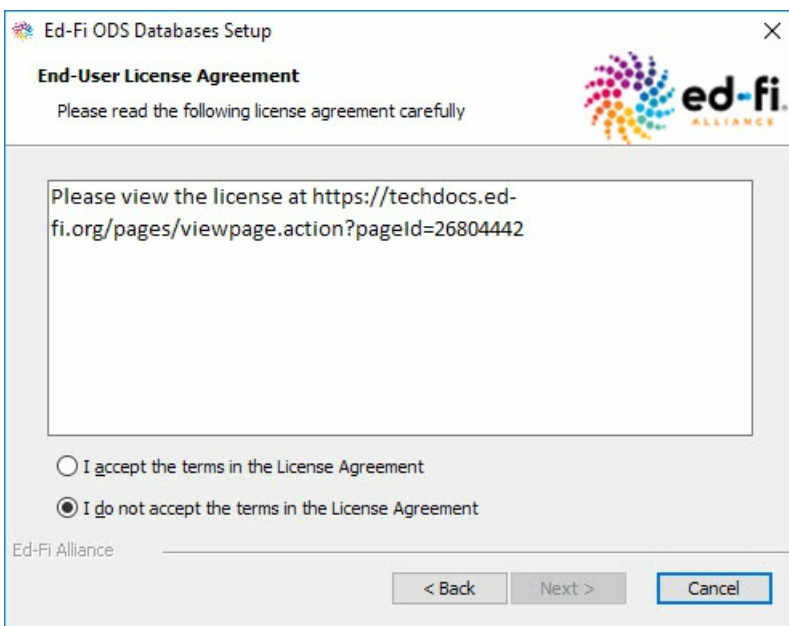 Ed-Fi ODS Databases Setup
End-User License Agreement
Please read the following license agreement carefully
ed-fi.
ALLIANCE
Please view the license at https://techdocs.ed-
fi.org/pages/viewpage.action?pageId=26804442
I accept the terms in the License Agreement
I do not accept the terms in the License Agreement
Ed-Fi Alliance
< Back Next > Cancel